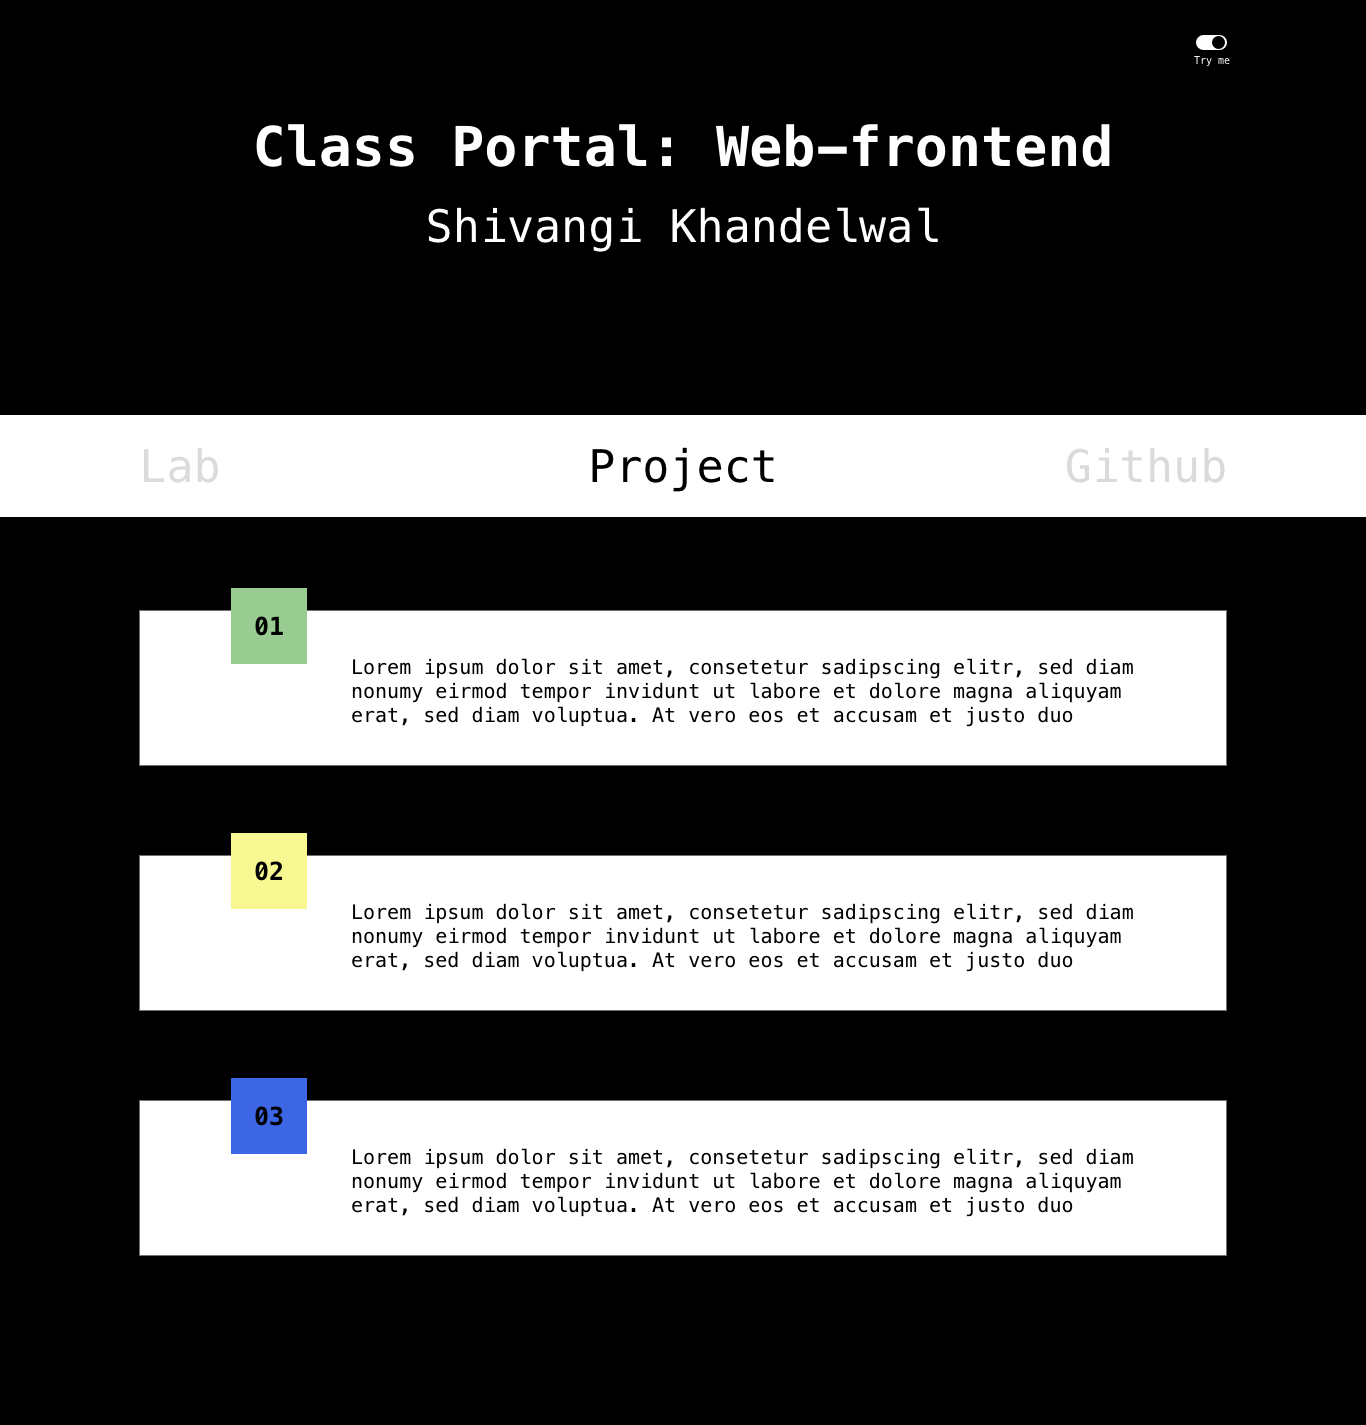 Try me
Class Portal: Web-frontend
Shivangi Khandelwal
Lab
Project
Github
01
Lorem ipsum dolor sit amet, consetetur sadipscing elitr, sed diam
nonumy eirmod tempor invidunt ut labore et dolore magna aliquyam
erat, sed diam voluptua. At vero eos et accusam et justo duo
02
Lorem ipsum dolor sit amet, consetetur sadipscing elitr, sed diam
nonumy eirmod tempor invidunt ut labore et dolore magna aliquyam
erat, sed diam voluptua. At vero eos et accusam et justo duo
03
Lorem ipsum dolor sit amet, consetetur sadipscing elitr, sed diam
nonumy eirmod tempor invidunt ut labore et dolore magna aliquyam
erat, sed diam voluptua. At vero eos et accusam et justo duo